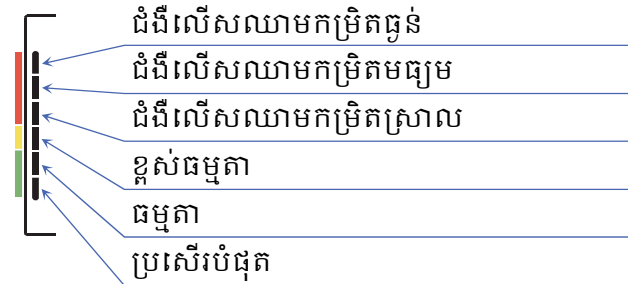 ជំងឺលើសឈាមកម្រិតធ្ងន់
ជំងឺលើសឈាមកម្រិតមធ្យម
ជំងឺលើសឈាមកម្រិតស្រាល
ខ្ពស់ធម្មតា
ធម្មតា
ប្រសើរបំផុត